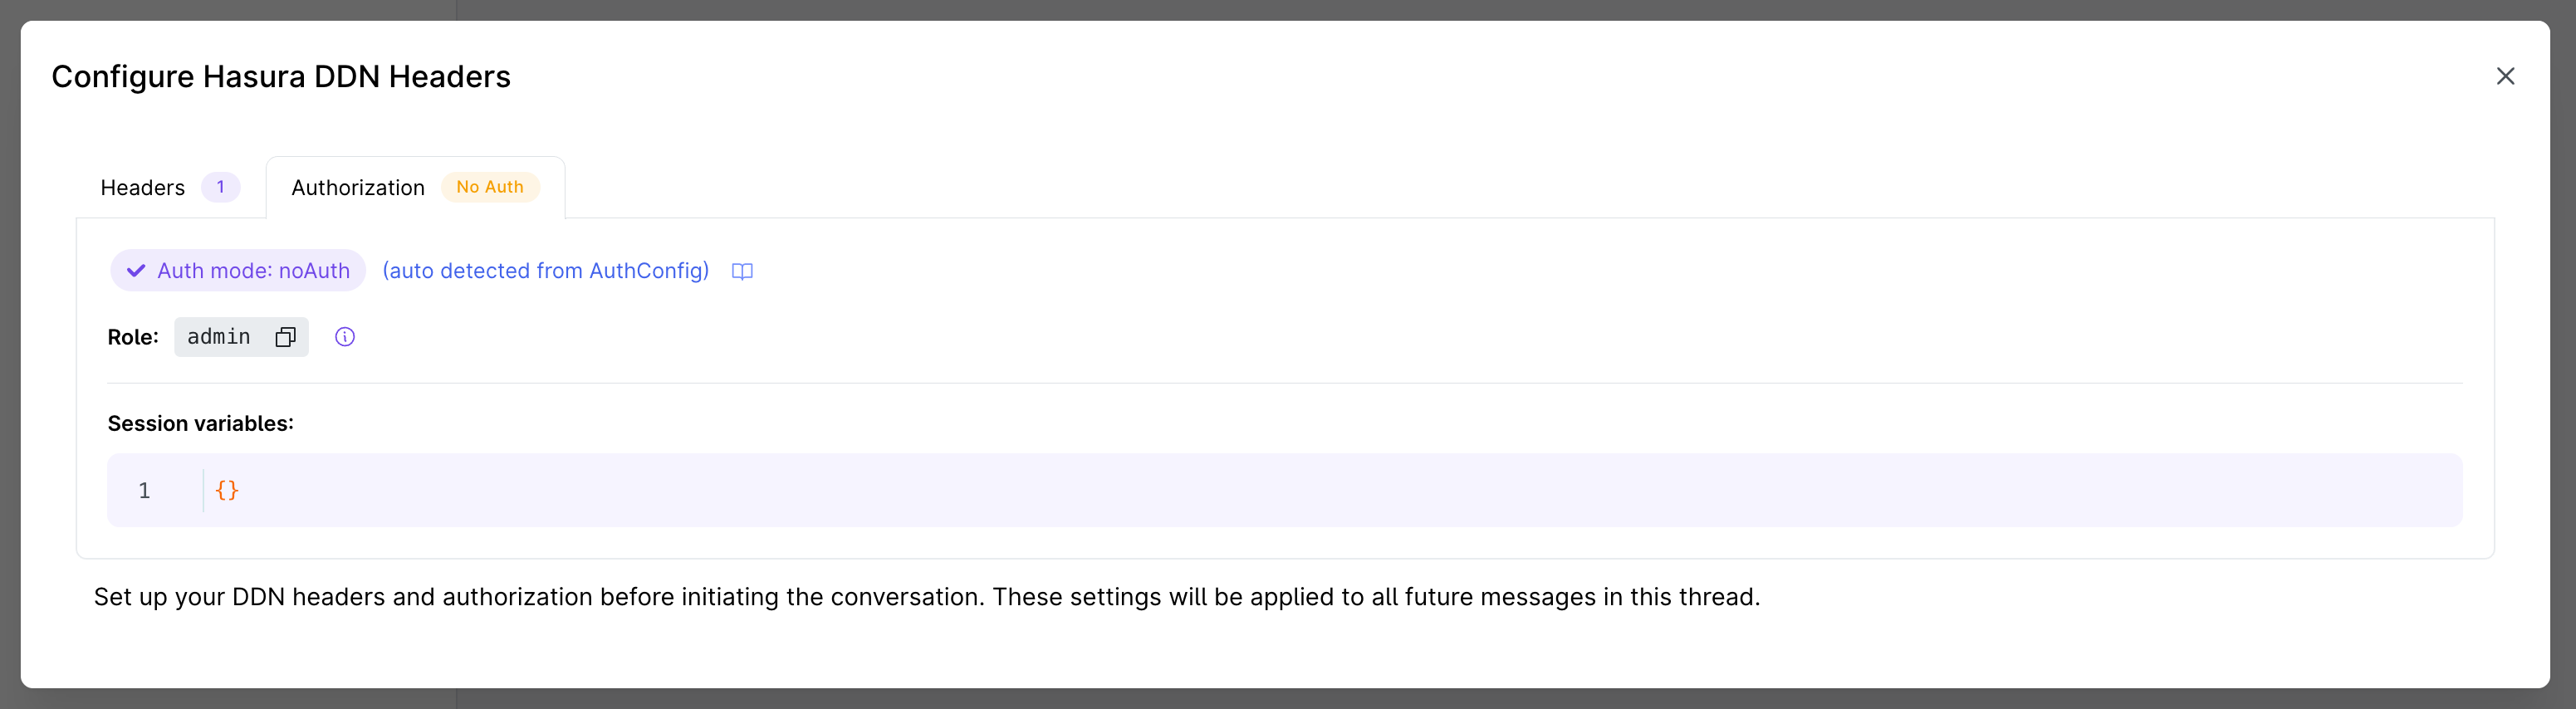 Configure Hasura DDN Headers
Headers 1 Authorization No Auth
Auth mode: noAuth (auto detected from AuthConfig)
Role: admin
Session variables:
1 {}
Set up your DDN headers and authorization before initiating the conversation. These settings will be applied to all future messages in this thread.